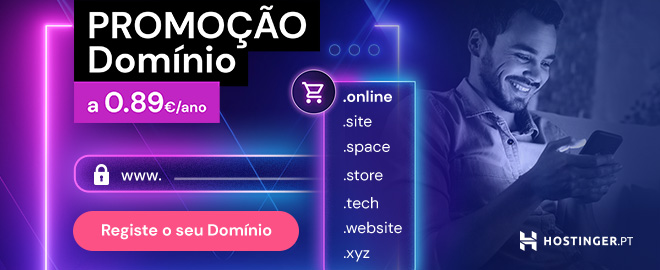 PROMOÇÃO
Domínio
a 0.89€/ano
www.
Registe o seu Domínio
.online
.site
.space
.store
.tech
.website
.xyz
HOSTINGER.PT